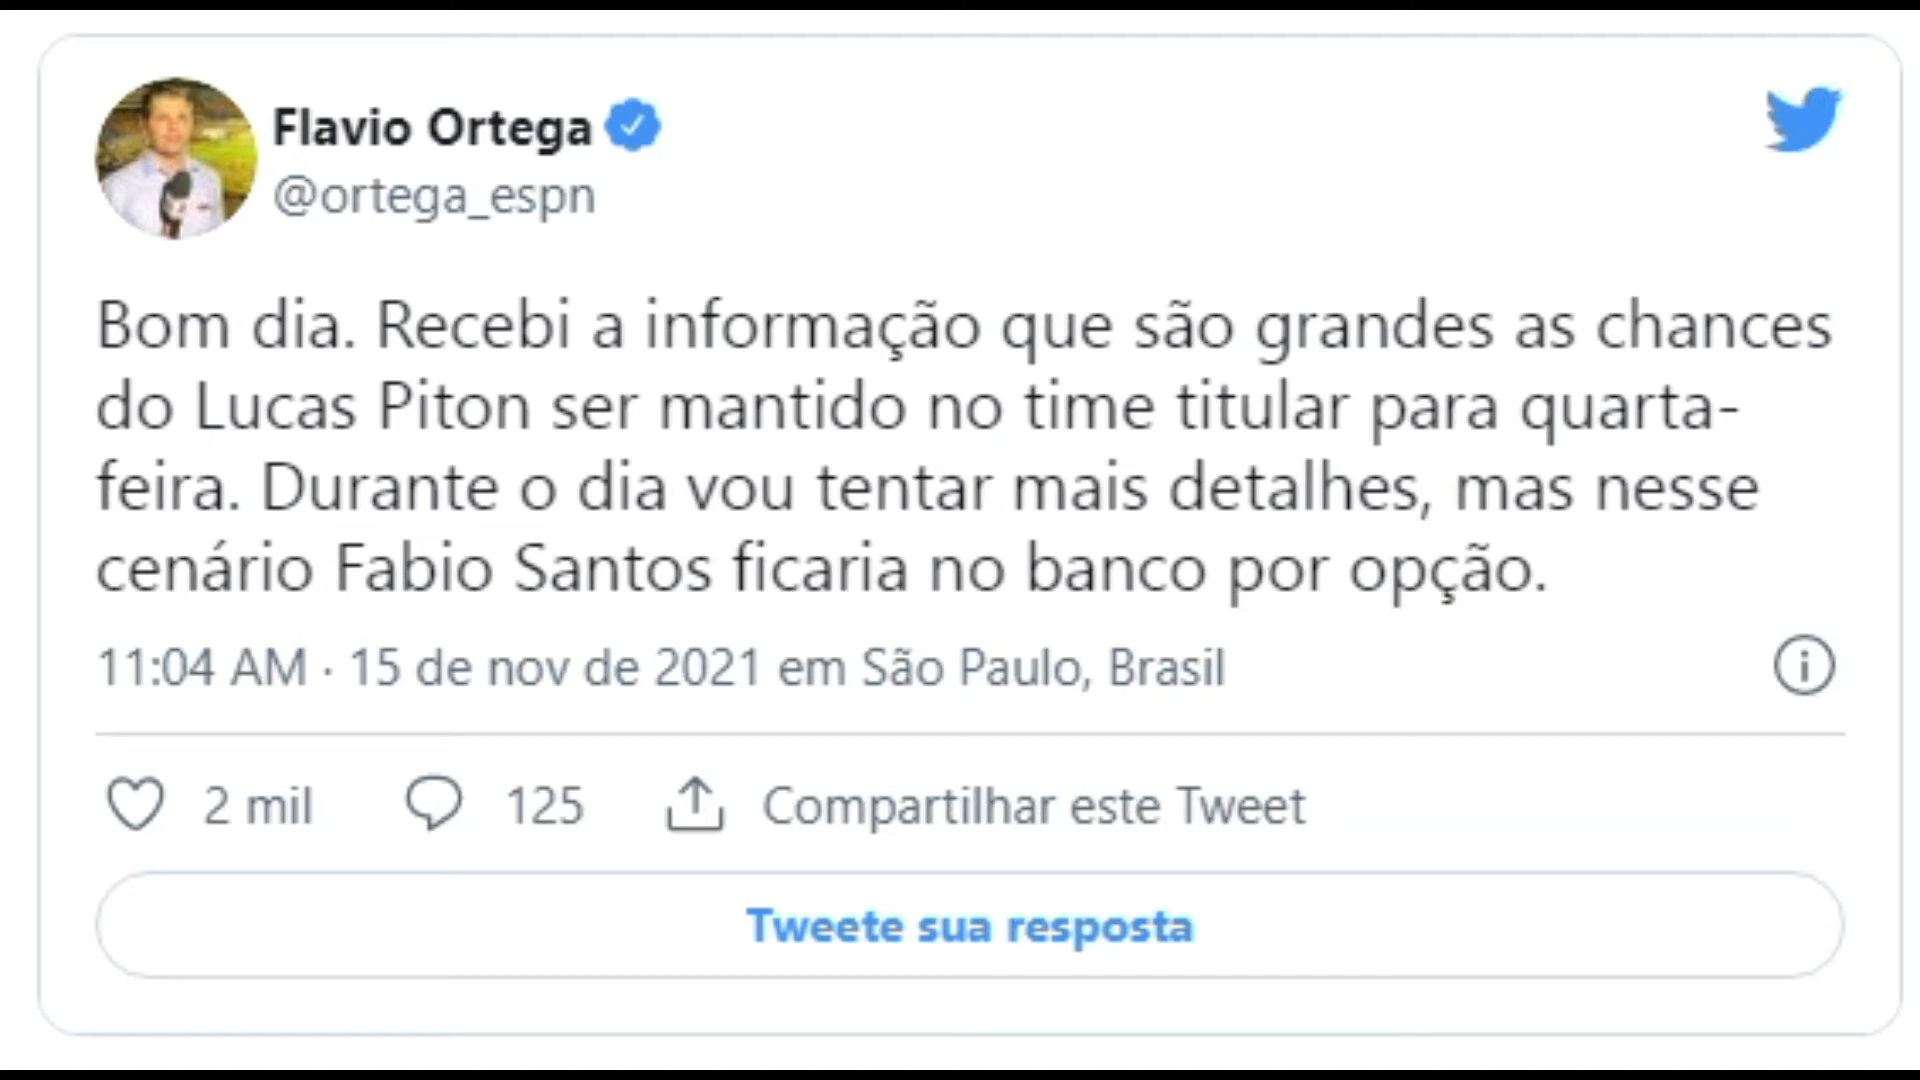 Flavio Ortega
@ortega_espn
Bom dia. Recebi a informação que são grandes as chances
do Lucas Piton ser mantido no time titular para quarta-
feira. Durante o dia vou tentar mais detalhes, mas nesse
cenário Fabio Santos ficaria no banco por opção.
11:04 AM · 15 de nov de 2021 em São Paulo, Brasil
2 mil 125 Compartilhar este Tweet
Tweete sua resposta